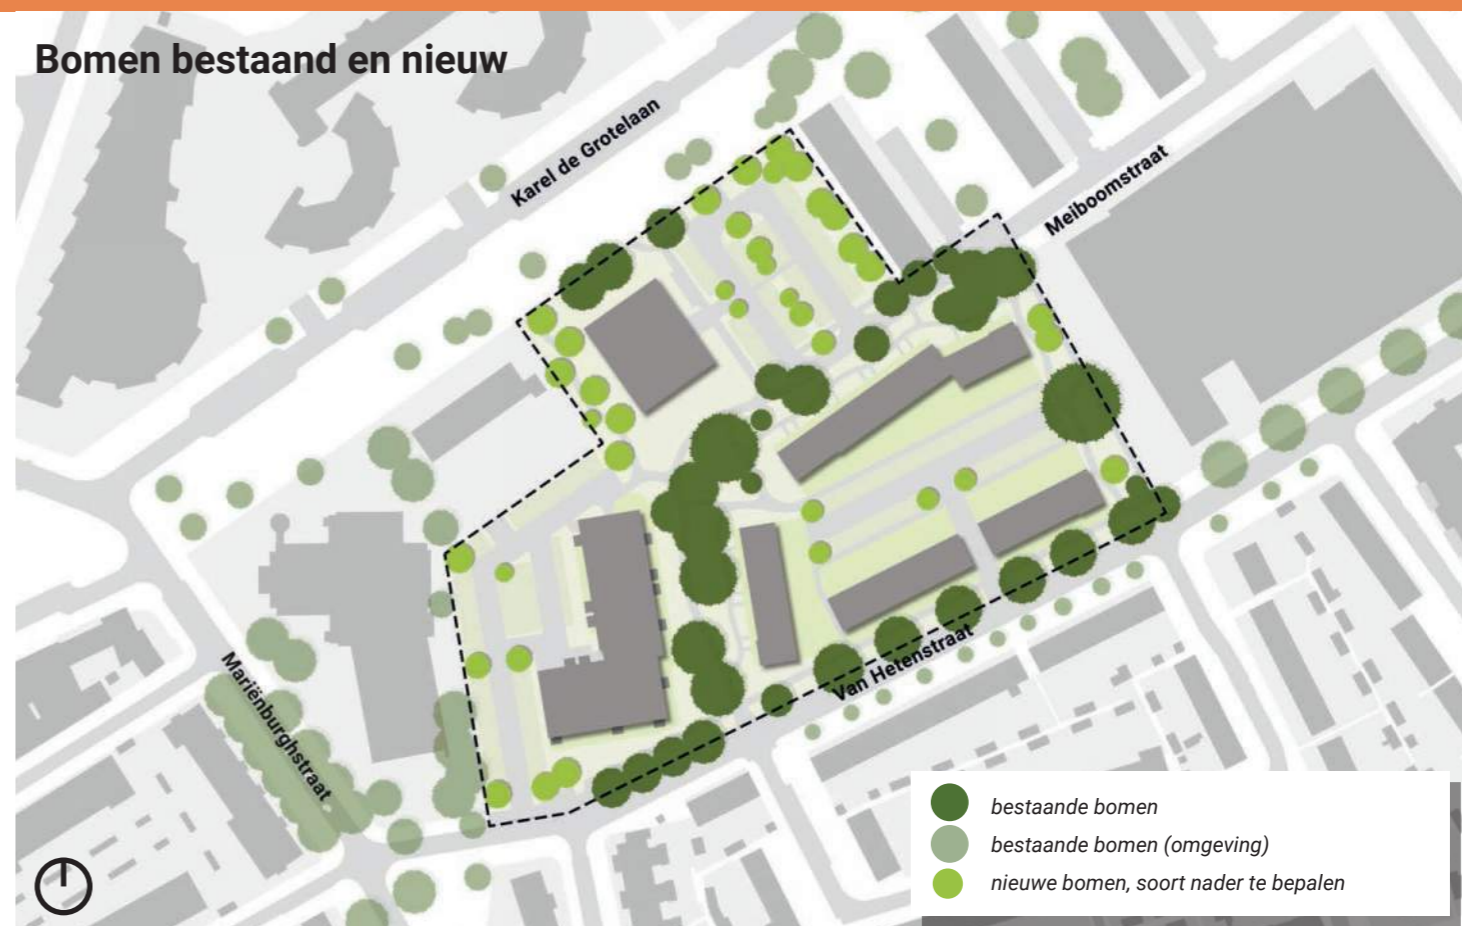 Bomen bestaand en nieuw
Karel de Grotelaan
Meiboomstraat
Mariënburghstraat
Van Hetenstraat
bestaande bomen
bestaande bomen (omgeving)
nieuwe bomen, soort nader te bepalen